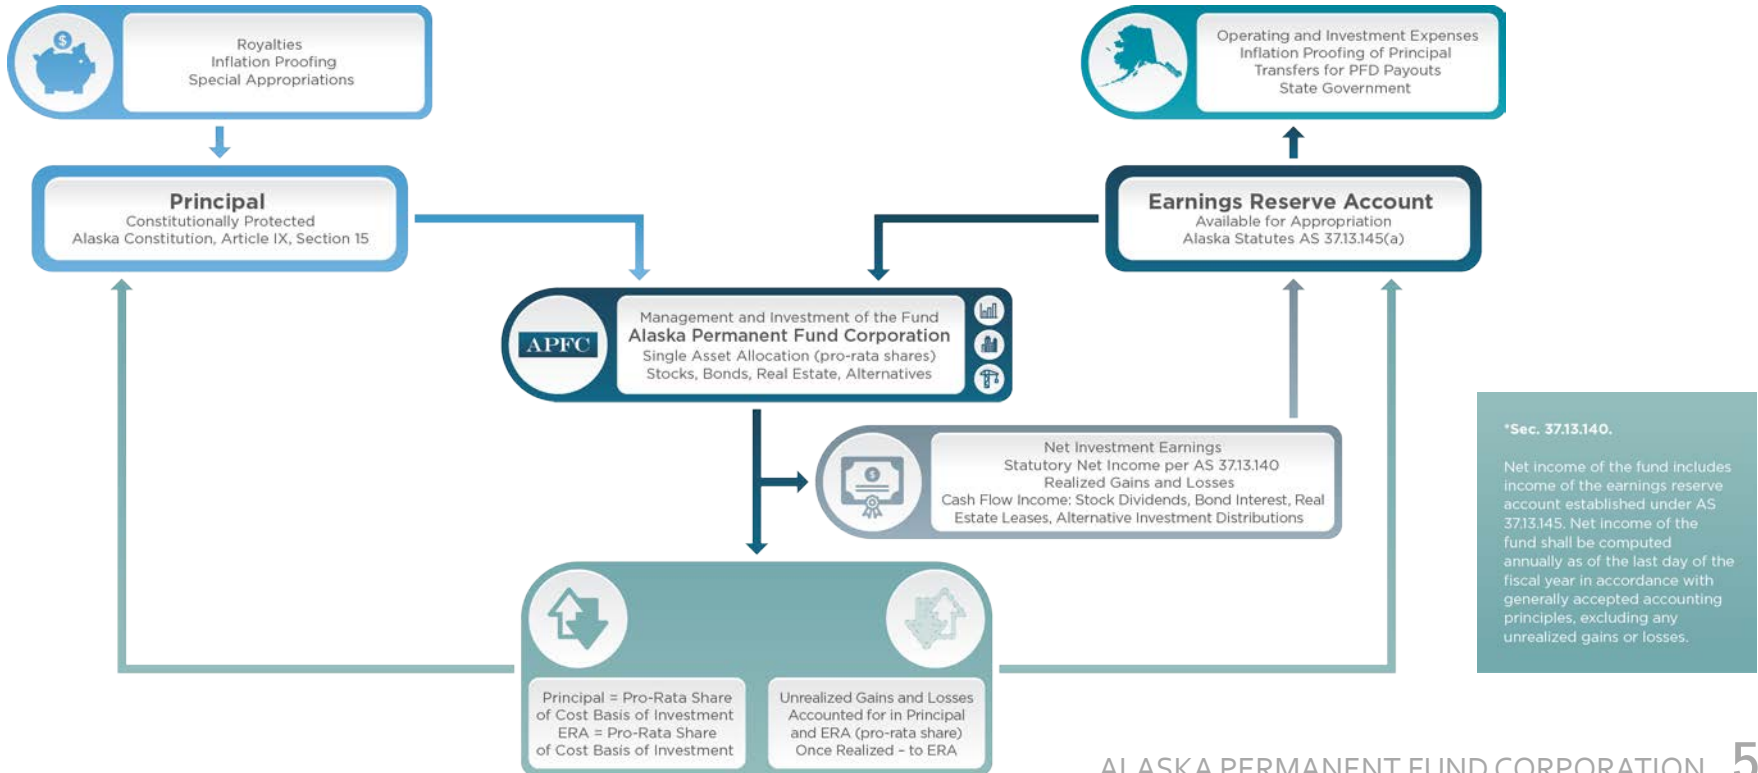 Royalties
Inflation Proofing
Special Appropriations
Operating and Investment Expenses
Inflation Proofing of Principal
Transfers for PFD Payouts
State Government
Principal
Constitutionally Protected
Alaska Constitution, Article IX, Section 15
Earnings Reserve Account
Available for Appropriation
Alaska Statutes AS 37.13.145(a)
APFC
Management and Investment of the Fund
Alaska Permanent Fund Corporation
Single Asset Allocation (pro-rata shares)
Stocks, Bonds, Real Estate, Alternatives
Net Investment Earnings
Statutory Net Income per AS 37.13.140
Realized Gains and Losses
Cash Flow Income: Stock Dividends, Bond Interest, Real
Estate Leases, Alternative Investment Distributions
*Sec. 37.13.140.
Net income of the fund includes
income of the earnings reserve
account established under AS
37.13.145. Net income of the
fund shall be computed
annually as of the last day of the
fiscal year in accordance with
generally accepted accounting
principles, excluding any
unrealized gains or losses.
Principal = Pro-Rata Share
of Cost Basis of Investment
ERA = Pro-Rata Share
of Cost Basis of Investment
Unrealized Gains and Losses
Accounted for in Principal
and ERA (pro-rata share)
Once Realized – to ERA
ALASKA PERMANENT FUND CORPORATION 5